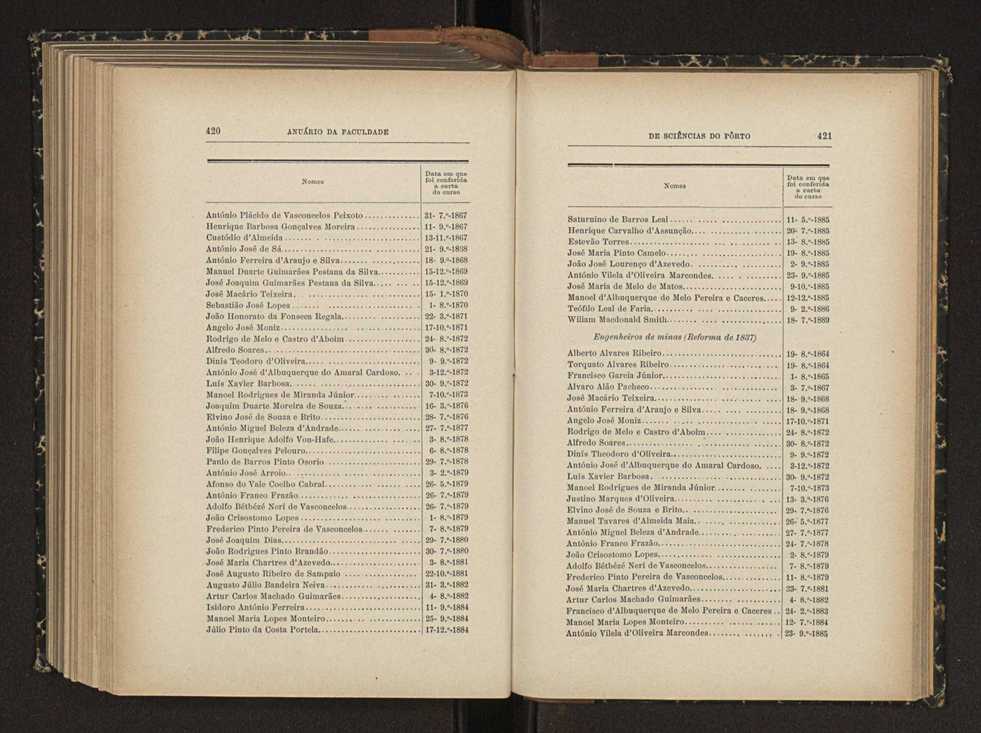 420 ANUÁRIO DA FACULDADE
Nomes
Data em que
foi conferida
a carta
do curso
António Plácido de Vasconcelos Peixoto 31- 7.º-1867
Henrique Barbosa Gonçalves Moreira 11- 9.º-1867
Custódio d'Almeida 13-11.º-1867
António José de Sá 21- 9.º-1868
António Ferreira d'Araujo e Silva 18- 9.º-1868
Manuel Duarte Guimarães Pestana da Silva 15-12.º-1869
José Joaquim Guimarães Pestana da Silva 15-12.º-1869
José Macário Teixeira 15- 1.º-1870
Sebastião José Lopes 1- 8.º-1870
João Honorato da Fonseca Regala 22- 3.º-1871
Angelo José Moniz 17-10.º-1871
Rodrigo de Melo e Castro d'Aboim 24- 8.º-1872
Alfredo Soares 30- 8.º-1872
Dinis Teodoro d'Oliveira 9- 9.º-1872
António José d'Albuquerque do Amaral Cardoso 3-12.º-1872
Luís Xavier Barbosa 30- 9.º-1872
Manoel Rodrigues de Miranda Júnior 7-10.º-1873
Joaquim Duarte Moreira de Souza 16- 3.º-1876
Elvino José de Souza e Brito 28- 7.º-1876
António Miguel Beleza d'Andrade 27- 7.º-1877
João Henrique Adolfo Von-Hafe 3- 8.º-1878
Filipe Gonçalves Pelouro 6- 8.º-1878
Paulo de Barros Pinto Osorio 29- 7.º-1878
António José Arroio 3- 2.º-1879
Afonso do Vale Coelho Cabral 26- 5.º-1879
António Franco Frazão 26- 7.º-1879
Adolfo Bétbézé Neri de Vasconcelos 26- 7.º-1879
João Crisostomo Lopes 1- 8.º-1879
Frederico Pinto Pereira de Vasconcelos 7- 8.º-1879
José Joaquim Dias 29- 7.º-1880
João Rodrigues Pinto Brandão 30- 7.º-1880
José Maria Chartres d'Azevedo 3- 8.º-1881
José Augusto Ribeiro de Sampaio 22-10.º-1881
Augusto Júlio Bandeira Neiva 31- 3.º-1882
Artur Carlos Machado Guimarães 4- 8.º-1882
Isidoro António Ferreira 11- 9.º-1884
Manoel Maria Lopes Monteiro 25- 9.º-1884
Júlio Pinto da Costa Portela 17-12.º-1884
DE SCIÊNCIAS DO PÔRTO 421
Nomes
Data em que
foi conferida
a carta
do curso
Saturnino de Barros Leal 11- 5.º-1885
Henrique Carvalho d'Assunção 20- 7.º-1885
Estevão Torres 13- 8.º-1885
José Maria Pinto Camelo 19- 8.º-1885
João José Lourenço d'Azevedo 2- 9.º-1885
António Vilela d'Oliveira Marcondes 23- 9.º-1885
José Maria de Melo de Matos 9-10.º-1885
Manoel d'Albuquerque de Melo Pereira e Caceres 12-12.º-1885
Teófilo Leal de Faria 9- 2.º-1886
Wiliam Macdonald Smith 18- 7.º-1889
Engenheiros de minas (Reforma de 1837)
Alberto Alvares Ribeiro 19- 8.º-1864
Torquato Alvares Ribeiro 19- 8.º-1864
Francisco Garcia Júnior 1- 8.º-1865
Alvaro Alão Pacheco 3- 7.º-1867
José Macário Teixeira 18- 9.º-1868
António Ferreira d'Araujo e Silva 18- 9.º-1868
Angelo José Moniz 17-10.º-1871
Rodrigo de Melo e Castro d'Aboim 24- 8.º-1872
Alfredo Soares 30- 8.º-1872
Dinis Theodoro d'Oliveira 9- 9.º-1872
António José d'Albuquerque do Amaral Cardoso 3-12.º-1872
Luís Xavier Barbosa 30- 9.º-1872
Manoel Rodrigues de Miranda Júnior 7-10.º-1873
Justino Marques d'Oliveira 13- 3.º-1876
Elvino José de Souza e Brito 29- 7.º-1876
Manuel Tavares d'Almeida Maia 26- 5.º-1877
António Miguel Beleza d'Andrade 27- 7.º-1877
António Franco Frazão 24- 7.º-1878
João Crisostomo Lopes 2- 8.º-1879
Adolfo Bétbézé Neri de Vasconcelos 7- 8.º-1879
Frederico Pinto Pereira de Vasconcelos 11- 8.º-1879
José Maria Chartres d'Azevedo 23- 7.º-1881
Artur Carlos Machado Guimarães 4- 8.º-1882
Francisco d'Albuquerque de Melo Pereira e Caceres 24- 2.º-1883
Manoel Maria Lopes Monteiro 12- 7.º-1884
António Vilela d'Oliveira Marcondes 23- 9.º-1885